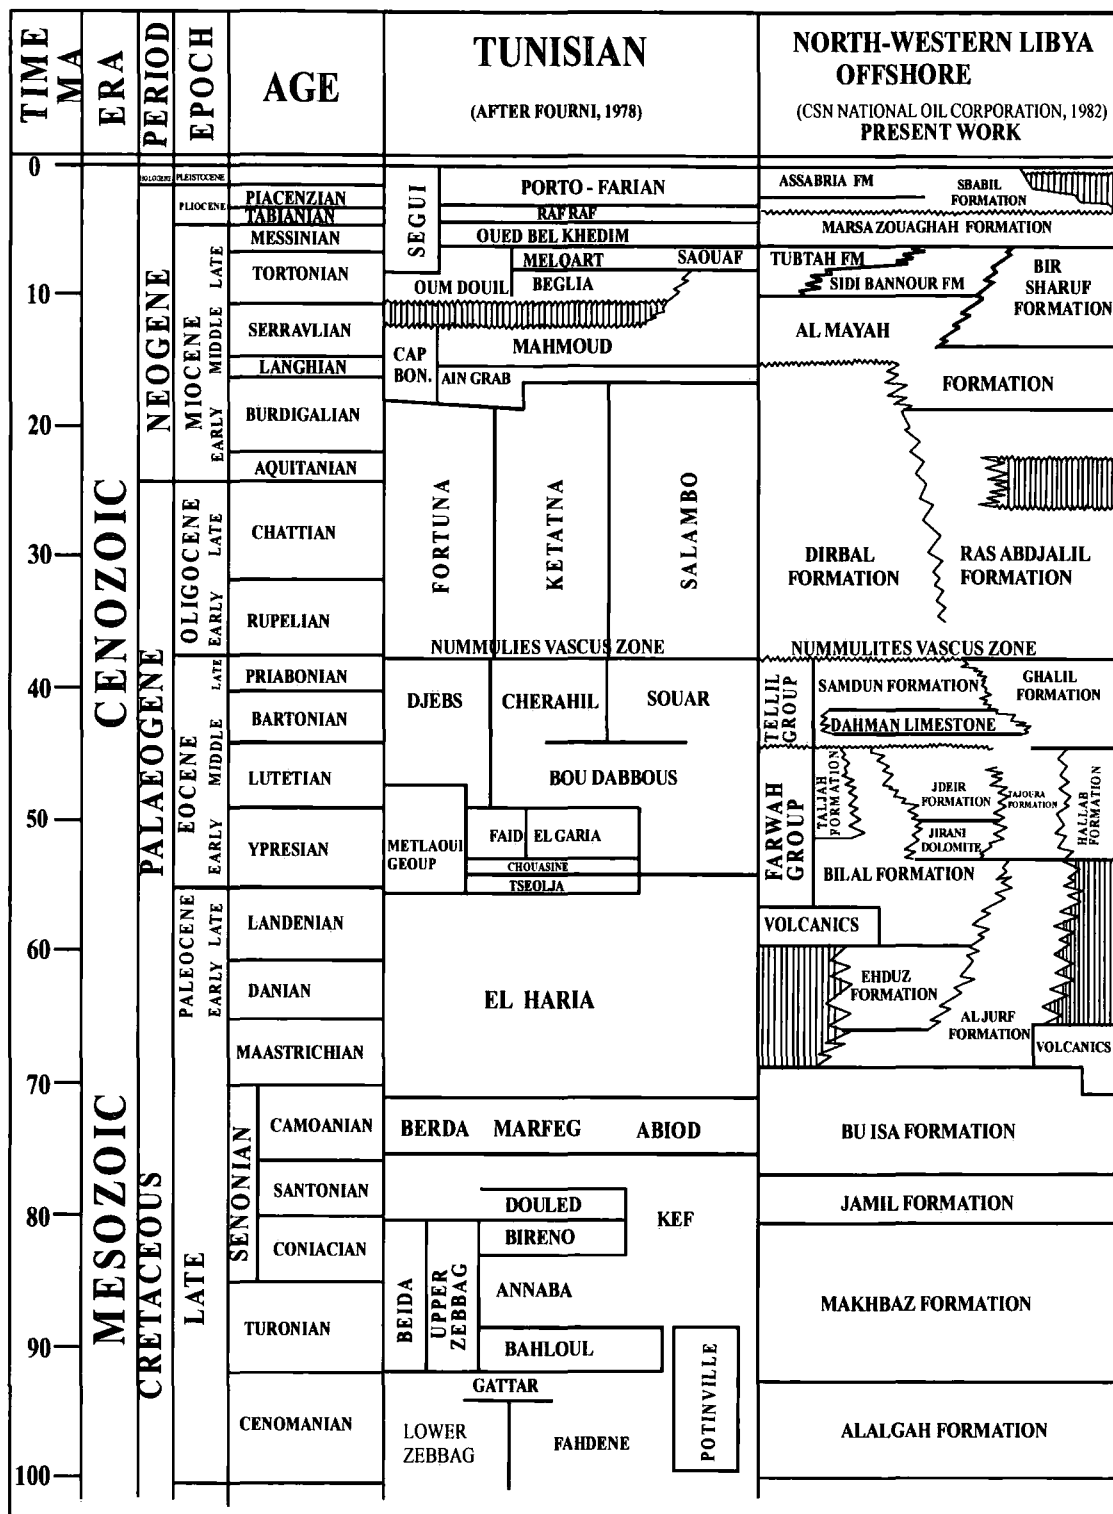 TIME MA
ERA
PERIOD
EPOCH
AGE
TUNISIAN
(AFTER FOURNI, 1978)
NORTH-WESTERN LIBYA
OFFSHORE
(CSN NATIONAL OIL CORPORATION, 1982)
PRESENT WORK
0
10
20
30
40
50
60
70
80
90
100
CENOZOIC
MESOZOIC
NEOGENE
PALAEOGENE
CRETACEOUS
PLEISTOCENE
PLIOCENE
MIOCENE
LATE
MIDDLE
EARLY
OLIGOCENE
LATE
EARLY
EOCENE
LATE
MIDDLE
EARLY
PALEOCENE
LATE
EARLY
LATE
SENONIAN
PIACENZIAN
TABIANIAN
MESSINIAN
TORTONIAN
SERRAVLIAN
LANGHIAN
BURDIGALIAN
AQUITANIAN
CHATTIAN
RUPELIAN
PRIABONIAN
BARTONIAN
LUTETIAN
YPRESIAN
LANDENIAN
DANIAN
MAASTRICHIAN
CAMOANIAN
SANTONIAN
CONIACIAN
TURONIAN
CENOMANIAN
SEGUI
PORTO - FARIAN
RAF RAF
OUED BEL KHEDIM
MELQART
SAOUAF
OUM DOUIL
BEGLIA
MAHMOUD
CAP
BON.
AIN GRAB
FORTUNA
KETATNA
SALAMBO
NUMMULIES VASCUS ZONE
DJEBS
CHERAHIL
SOUAR
BOU DABBOUS
METLAOUI
GEOUP
FAID
EL GARIA
CHOUASINE
TSEOLJA
EL HARIA
BERDA
MARFEG
ABIOD
DOULED
KEF
BIRENO
BEIDA
UPPER
ZEBBAG
ANNABA
BAHLOUL
GATTAR
POTINVILLE
LOWER
ZEBBAG
FAHDENE
ASSABRIA FM
SBABIL
FORMATION
MARSA ZOUAGHAH FORMATION
TUBTAH FM
SIDI BANNOUR FM
BIR
SHARUF
FORMATION
AL MAYAH
FORMATION
DIRBAL
FORMATION
RAS ABDJALIL
FORMATION
NUMMULITES VASCUS ZONE
TELLIL
GROUP
SAMDUN FORMATION
GHALIL
FORMATION
DAHMAN LIMESTONE
FARWAH
GROUP
TALJAH
FORMATION
JDEIR
FORMATION
TAJOURA
FORMATION
HALLAB
FORMATION
JIRANI
DOLOMITE
BILAL FORMATION
VOLCANICS
EHDUZ
FORMATION
AL JURF
FORMATION
VOLCANICS
BU ISA FORMATION
JAMIL FORMATION
MAKHBAZ FORMATION
ALALGAH FORMATION